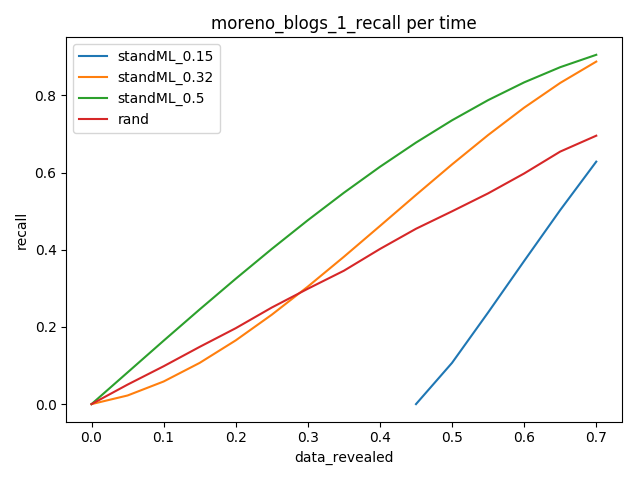 moreno_blogs_1_recall per time
standML_0.15
standML_0.32
standML_0.5
rand
recall
0.8
0.6
0.4
0.2
0.0
0.0 0.1 0.2 0.3 0.4 0.5 0.6 0.7
data_revealed